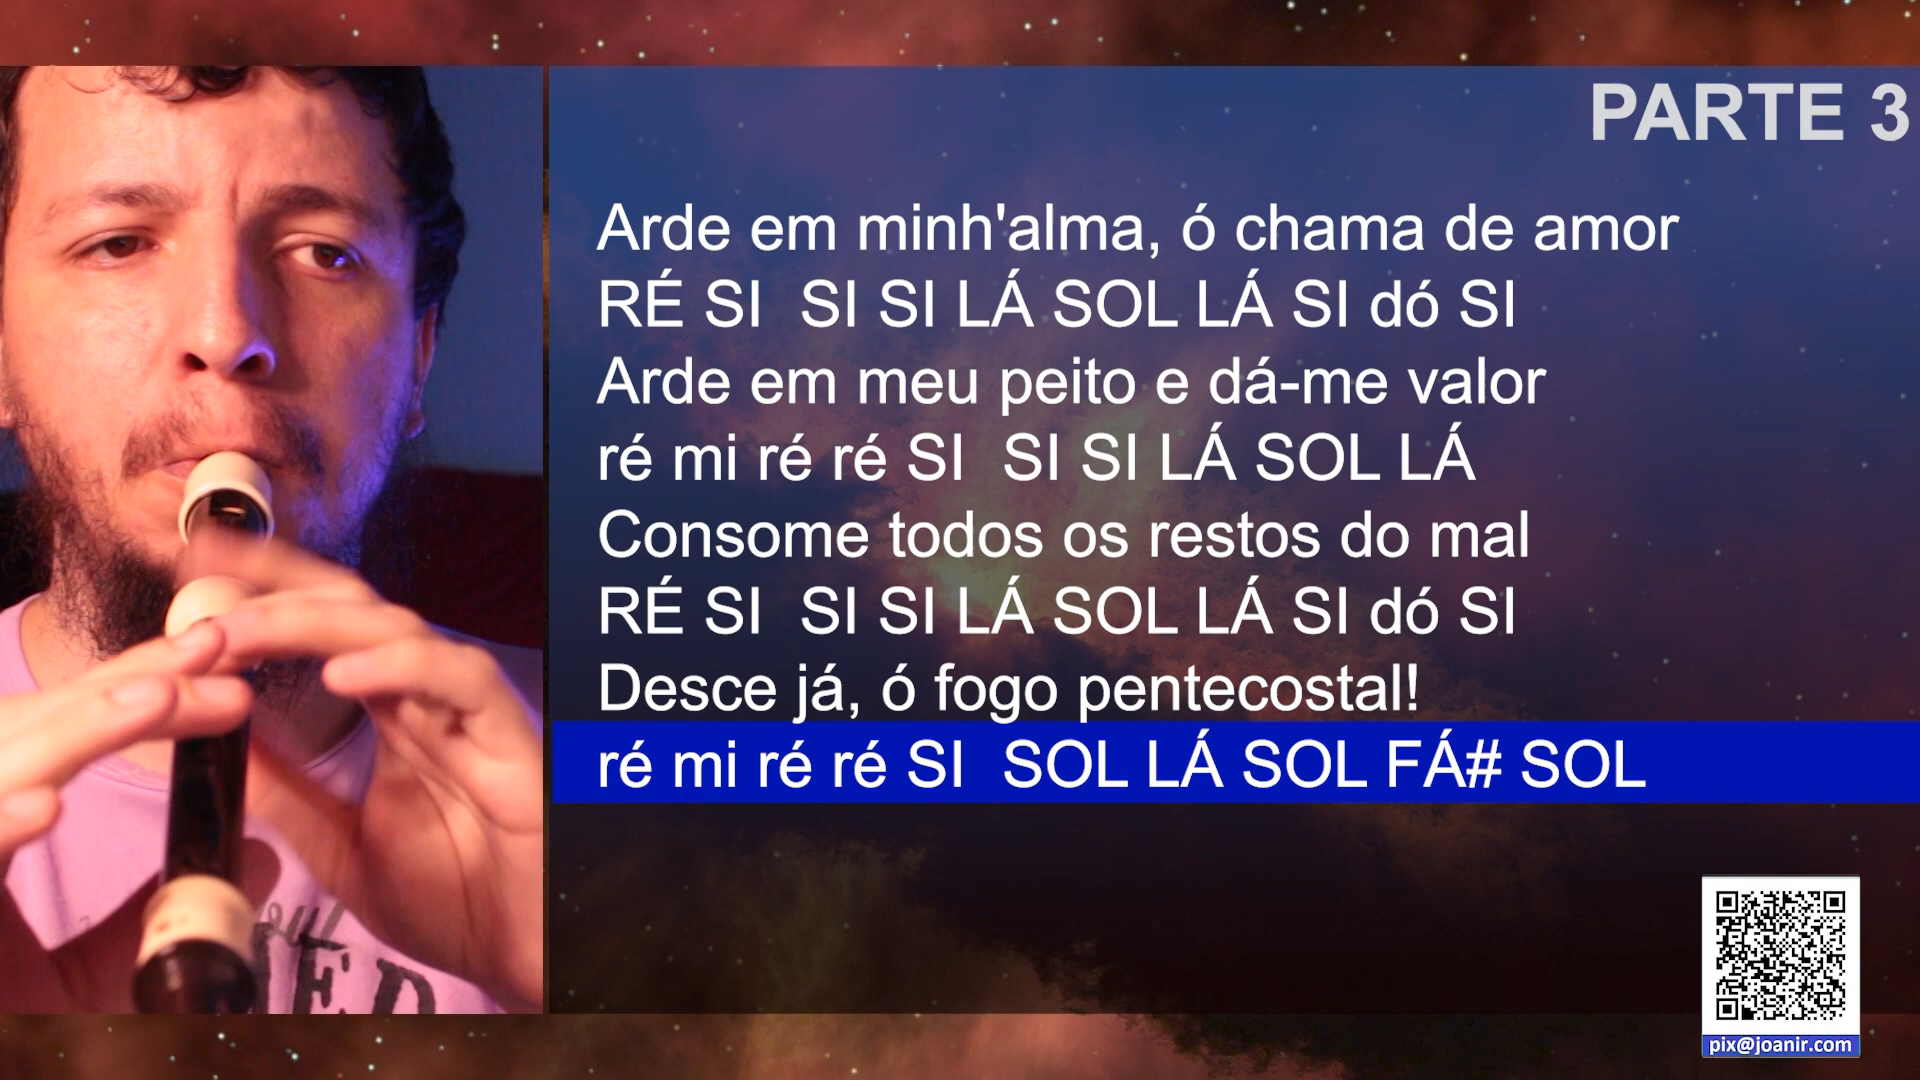 PARTE 3
Arde em minh'alma, ó chama de amor
RÉ SI SI SI LÁ SOL LÁ SI dó SI
Arde em meu peito e dá-me valor
ré mi ré ré SI SI SI LÁ SOL LÁ
Consome todos os restos do mal
RÉ SI SI SI LÁ SOL LÁ SI dó SI
Desce já, ó fogo pentecostal!
ré mi ré ré SI SOL LÁ SOL FÁ# SOL
pix@joanir.com